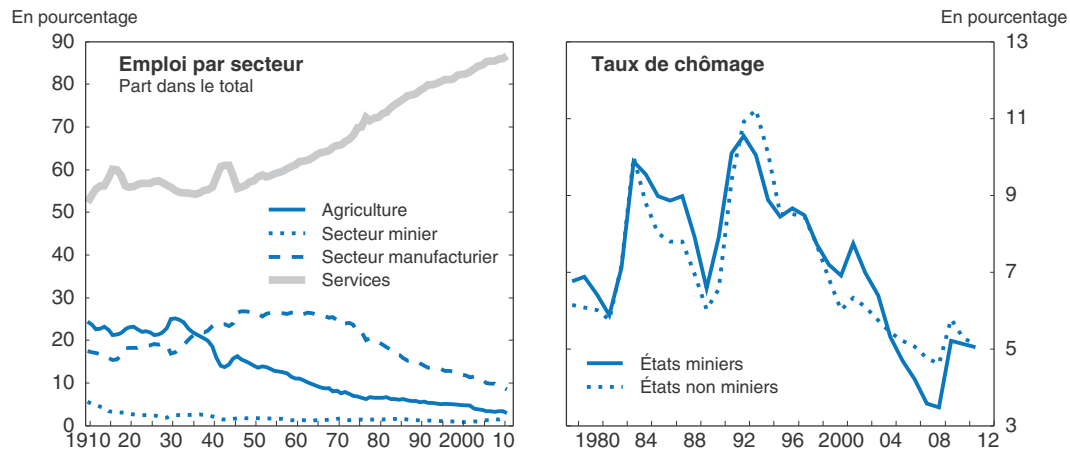 En pourcentage
Emploi par secteur
Part dans le total
90
80
70
60
50
40
30
20
10
0
Agriculture
Secteur minier
Secteur manufacturier
Services
1910 20 30 40 50 60 70 80 90 2000 10
En pourcentage
Taux de chômage
13
11
9
7
5
3
États miniers
États non miniers
1980 84 88 92 96 2000 04 08 12